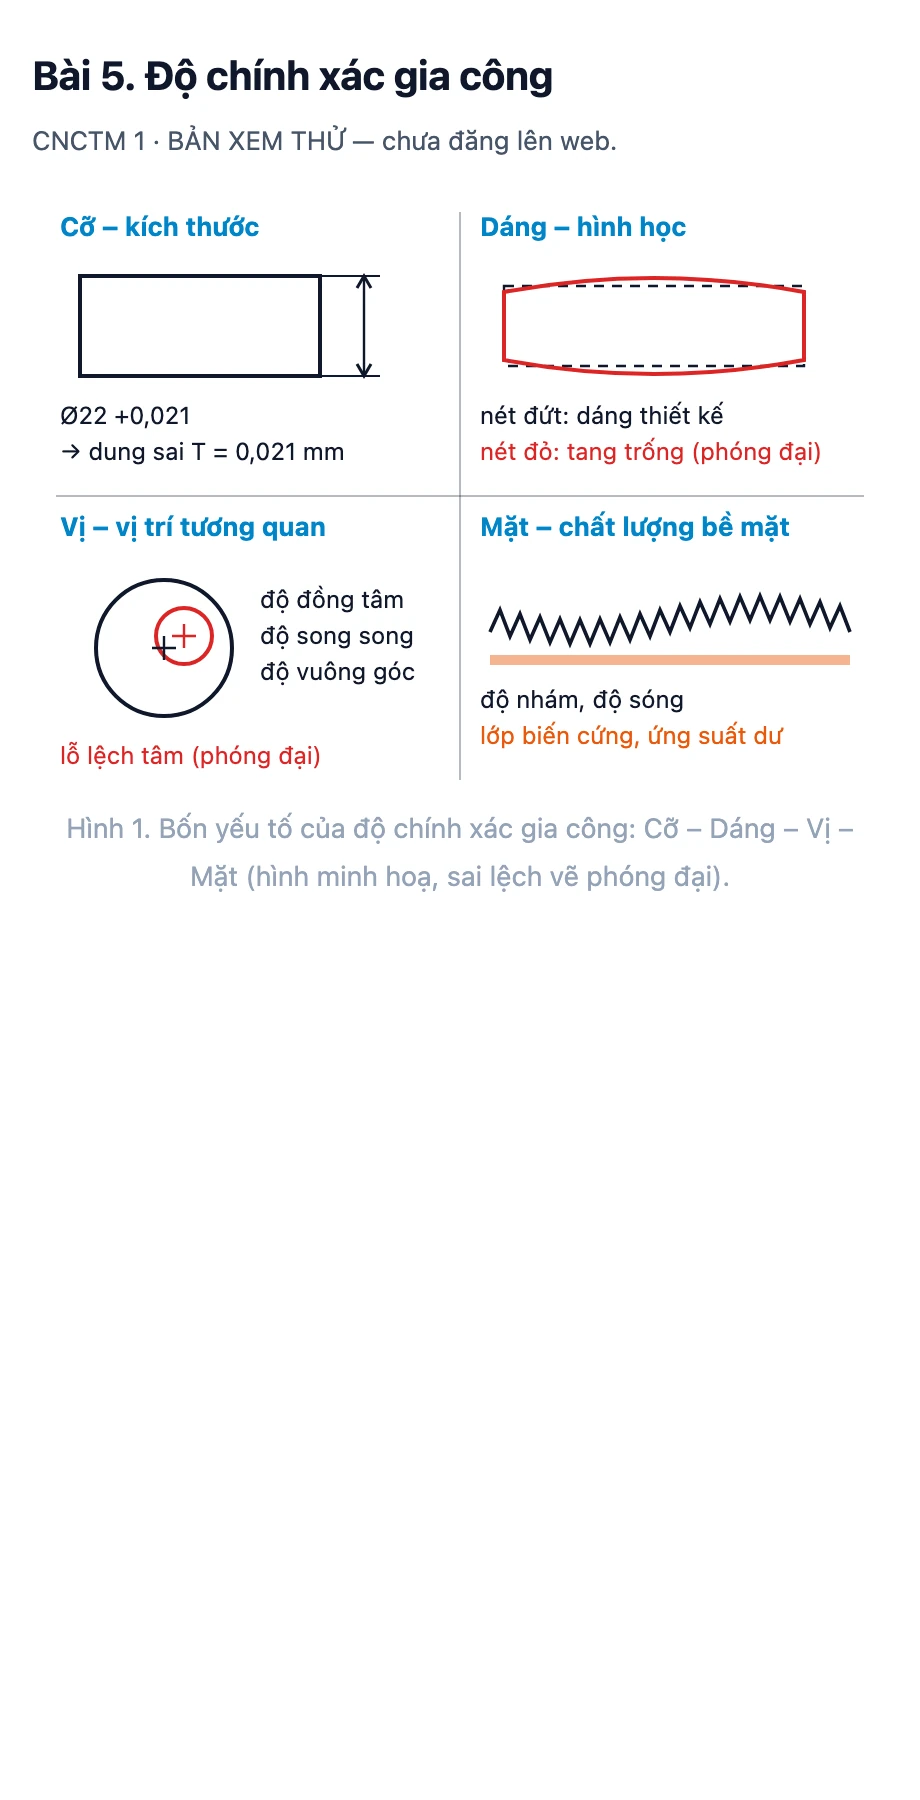 Bài 5. Độ chính xác gia công
CNCTM 1 · BẢN XEM THỬ — chưa đăng lên web.
Cỡ – kích thước
Ø22 +0,021
→ dung sai T = 0,021 mm
Dáng – hình học
nét đứt: dáng thiết kế
nét đỏ: tang trống (phóng đại)
Vị – vị trí tương quan
độ đồng tâm
độ song song
độ vuông góc
lỗ lệch tâm (phóng đại)
Mặt – chất lượng bề mặt
độ nhám, độ sóng
lớp biến cứng, ứng suất dư
Hình 1. Bốn yếu tố của độ chính xác gia công: Cỡ – Dáng – Vị –
Mặt (hình minh hoạ, sai lệch vẽ phóng đại).